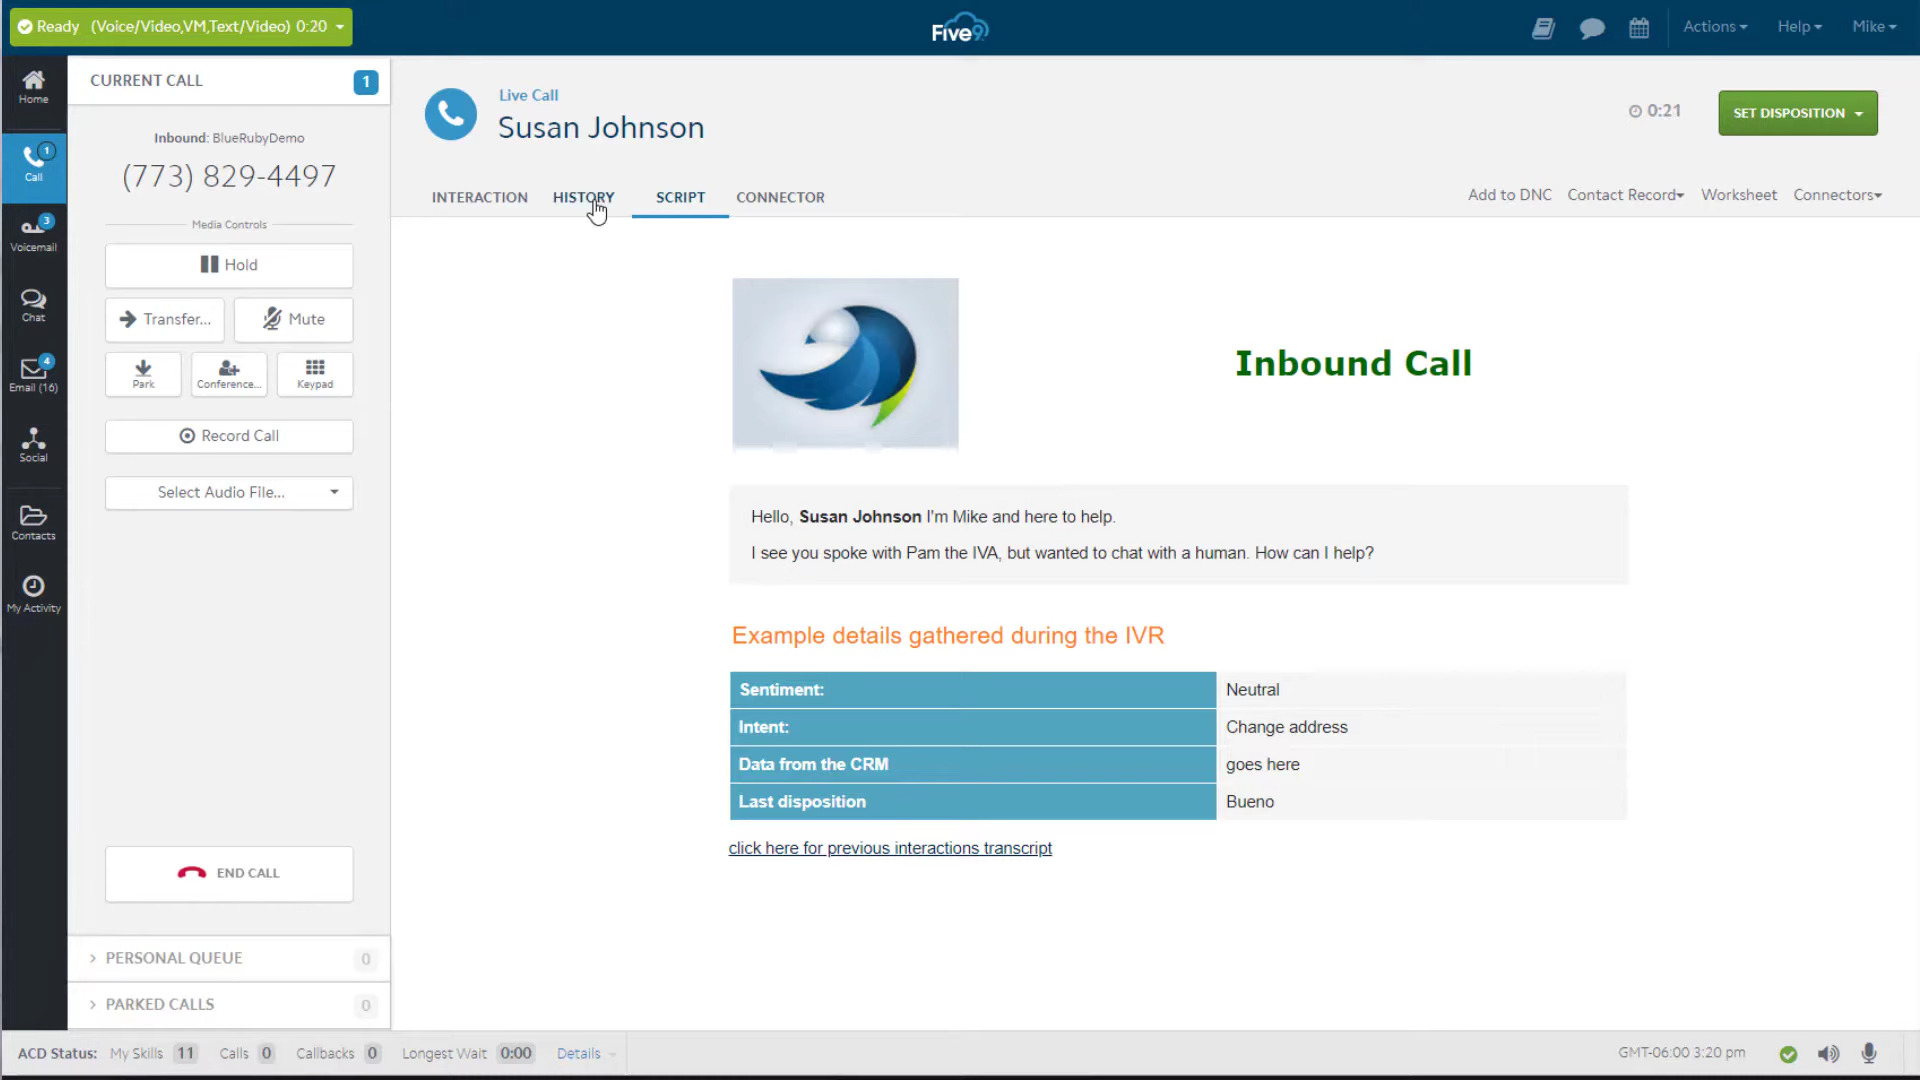 Ready (Voice/Video,VM,Text/Video) 0:20
Five9
Actions
Help
Mike
Home
1
Call
3
Voicemail
Chat
4
Email (16)
Social
Contacts
My Activity
CURRENT CALL 1
Inbound: BlueRubyDemo
(773) 829-4497
Media Controls
Hold
Transfer... Mute
Park Conference... Keypad
Record Call
Select Audio File...
END CALL
PERSONAL QUEUE 0
PARKED CALLS 0
Live Call
Susan Johnson
0:21
SET DISPOSITION
INTERACTION HISTORY SCRIPT CONNECTOR
Add to DNC Contact Record Worksheet Connectors
Inbound Call
Hello, Susan Johnson I'm Mike and here to help.
I see you spoke with Pam the IVA, but wanted to chat with a human. How can I help?
Example details gathered during the IVR
Sentiment: Neutral
Intent: Change address
Data from the CRM goes here
Last disposition Bueno
click here for previous interactions transcript
ACD Status: My Skills 11 Calls 0 Callbacks 0 Longest Wait 0:00 Details
GMT-06:00 3:20 pm